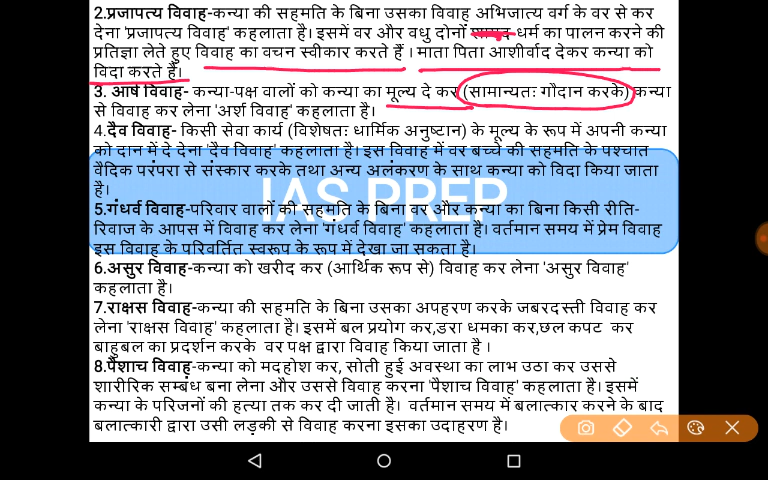 2.प्रजापत्य विवाह-कन्या की सहमति के बिना उसका विवाह अभिजात्य वर्ग के वर से कर
देना 'प्रजापत्य विवाह' कहलाता है। इसमें वर और वधु दोनों धर्म का पालन करने की
प्रतिज्ञा लेते हुए विवाह का वचन स्वीकार करते हैं । माता पिता आशीर्वाद देकर कन्या को
विदा करते हैं।
3. आर्ष विवाह- कन्या-पक्ष वालों को कन्या का मूल्य दे कर (सामान्यतः गौदान करके) कन्या
से विवाह कर लेना 'अर्श विवाह' कहलाता है।
4.दैव विवाह- किसी सेवा कार्य (विशेषतः धार्मिक अनुष्टान) के मूल्य के रूप में अपनी कन्या
को दान में दे देना 'दैव विवाह' कहलाता है। इस विवाह में वर बच्चे की सहमति के पश्चात
वैदिक परंपरा से संस्कार करके तथा अन्य अलंकरण के साथ कन्या को विदा किया जाता
है।
IAS PREP
5.गंधर्व विवाह-परिवार वालों की सहमति के बिना वर और कन्या का बिना किसी रीति-
रिवाज के आपस में विवाह कर लेना 'गंधर्व विवाह' कहलाता है। वर्तमान समय में प्रेम विवाह
इस विवाह के परिवर्तित स्वरूप के रूप में देखा जा सकता है।
6.असुर विवाह-कन्या को खरीद कर (आर्थिक रूप से) विवाह कर लेना 'असुर विवाह'
कहलाता है।
7.राक्षस विवाह-कन्या की सहमति के बिना उसका अपहरण करके जबरदस्ती विवाह कर
लेना 'राक्षस विवाह' कहलाता है। इसमें बल प्रयोग कर,डरा धमका कर,छल कपट कर
बाहुबल का प्रदर्शन करके वर पक्ष द्वारा विवाह किया जाता है ।
8.पैशाच विवाह-कन्या को मदहोश कर, सोती हुई अवस्था का लाभ उठा कर उससे
शारीरिक सम्बंध बना लेना और उससे विवाह करना 'पैशाच विवाह' कहलाता है। इसमें
कन्या के परिजनों की हत्या तक कर दी जाती है। वर्तमान समय में बलात्कार करने के बाद
बलात्कारी द्वारा उसी लड़की से विवाह करना इसका उदाहरण है।